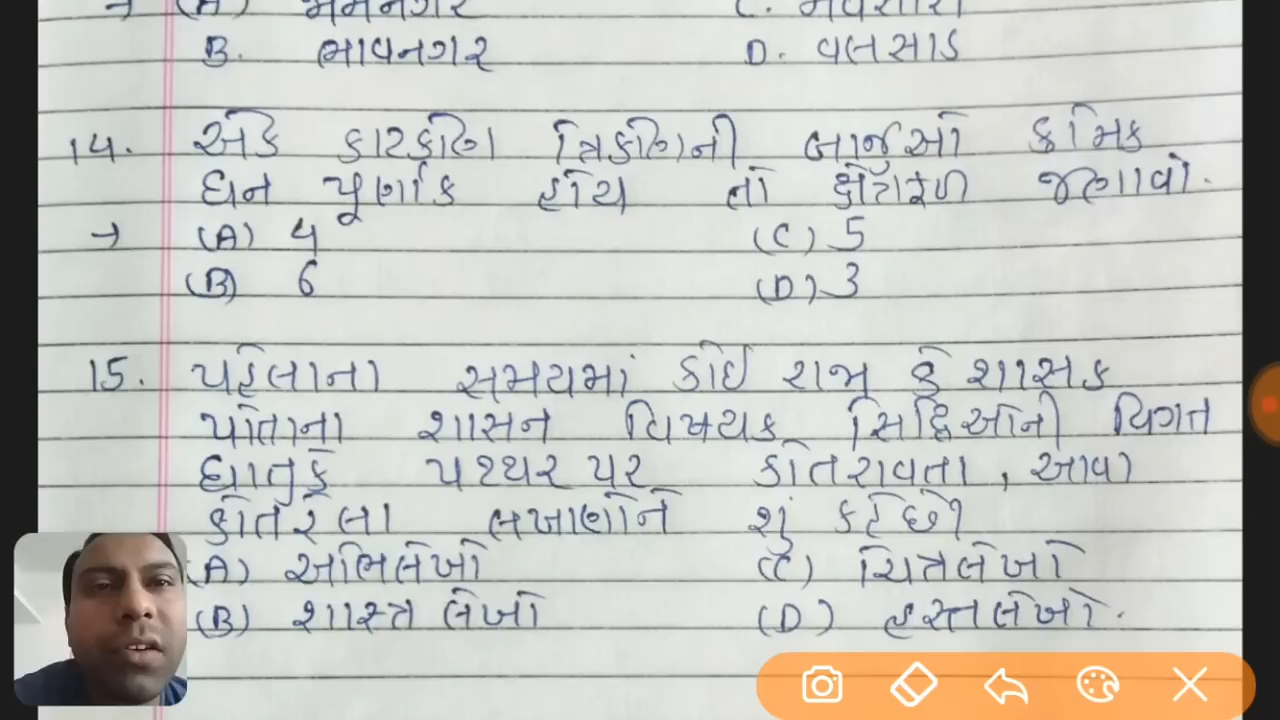 B. ભાવનગર D. વલસાડ
14. એક કાટકોણ ત્રિકોણની બાજુઓ ક્રમિક
ધન પૂર્ણાંક હોય તો ક્ષેત્રફળ જણાવો.
→ (A) 4 (C) 5
(B) 6 (D) 3
15. પહેલાના સમયમાં કોઈ રાજા કે શાસક
પોતાના શાસન વિષયક સિદ્ધિઓની વિગત
ધાતુ કે પથ્થર પર કોતરાવતા, આવા
કોતરેલા લખાણોને શું કહે છે?
(A) અભિલેખો (C) ચિત્રલેખો
(B) શાસ્ત્ર લેખો (D) હસ્તલેખો.